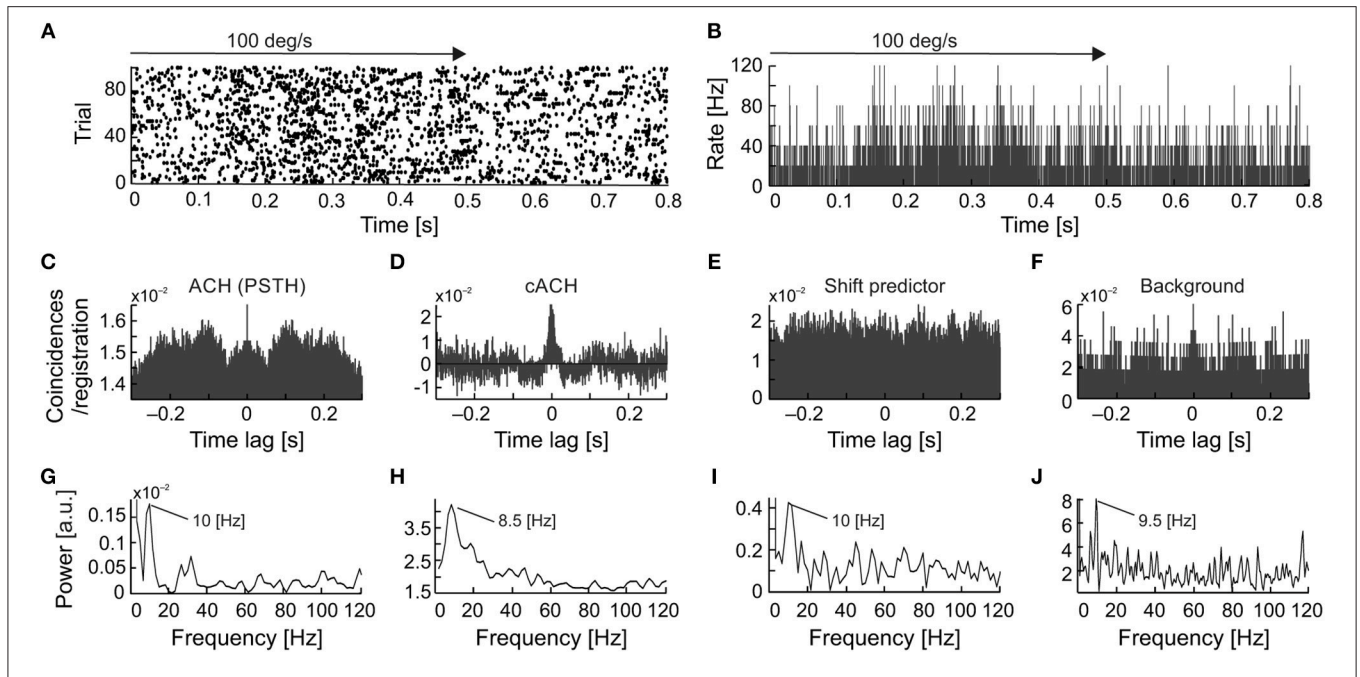 A
100 deg/s
Trial
80
40
0
0 0.1 0.2 0.3 0.4 0.5 0.6 0.7 0.8
Time [s]
B
100 deg/s
Rate [Hz]
120
80
40
0
0 0.1 0.2 0.3 0.4 0.5 0.6 0.7 0.8
Time [s]
C
ACH (PSTH)
x10⁻²
Coincidences
/registration
1.6
1.5
1.4
−0.2 0 0.2
Time lag [s]
D
cACH
x10⁻²
2
1
0
-1
−0.2 0 0.2
Time lag [s]
E
Shift predictor
x10⁻²
2
1
0
−0.2 0 0.2
Time lag [s]
F
Background
x10⁻²
6
4
2
0
−0.2 0 0.2
Time lag [s]
G
x10⁻²
Power [a.u.]
0.15
0.1
0.05
0
10 [Hz]
0 20 40 60 80 100 120
Frequency [Hz]
H
3.5
2.5
1.5
8.5 [Hz]
0 20 40 60 80 100 120
Frequency [Hz]
I
0.4
0.2
0
10 [Hz]
0 20 40 60 80 100 120
Frequency [Hz]
J
8
6
4
2
9.5 [Hz]
0 20 40 60 80 100 120
Frequency [Hz]